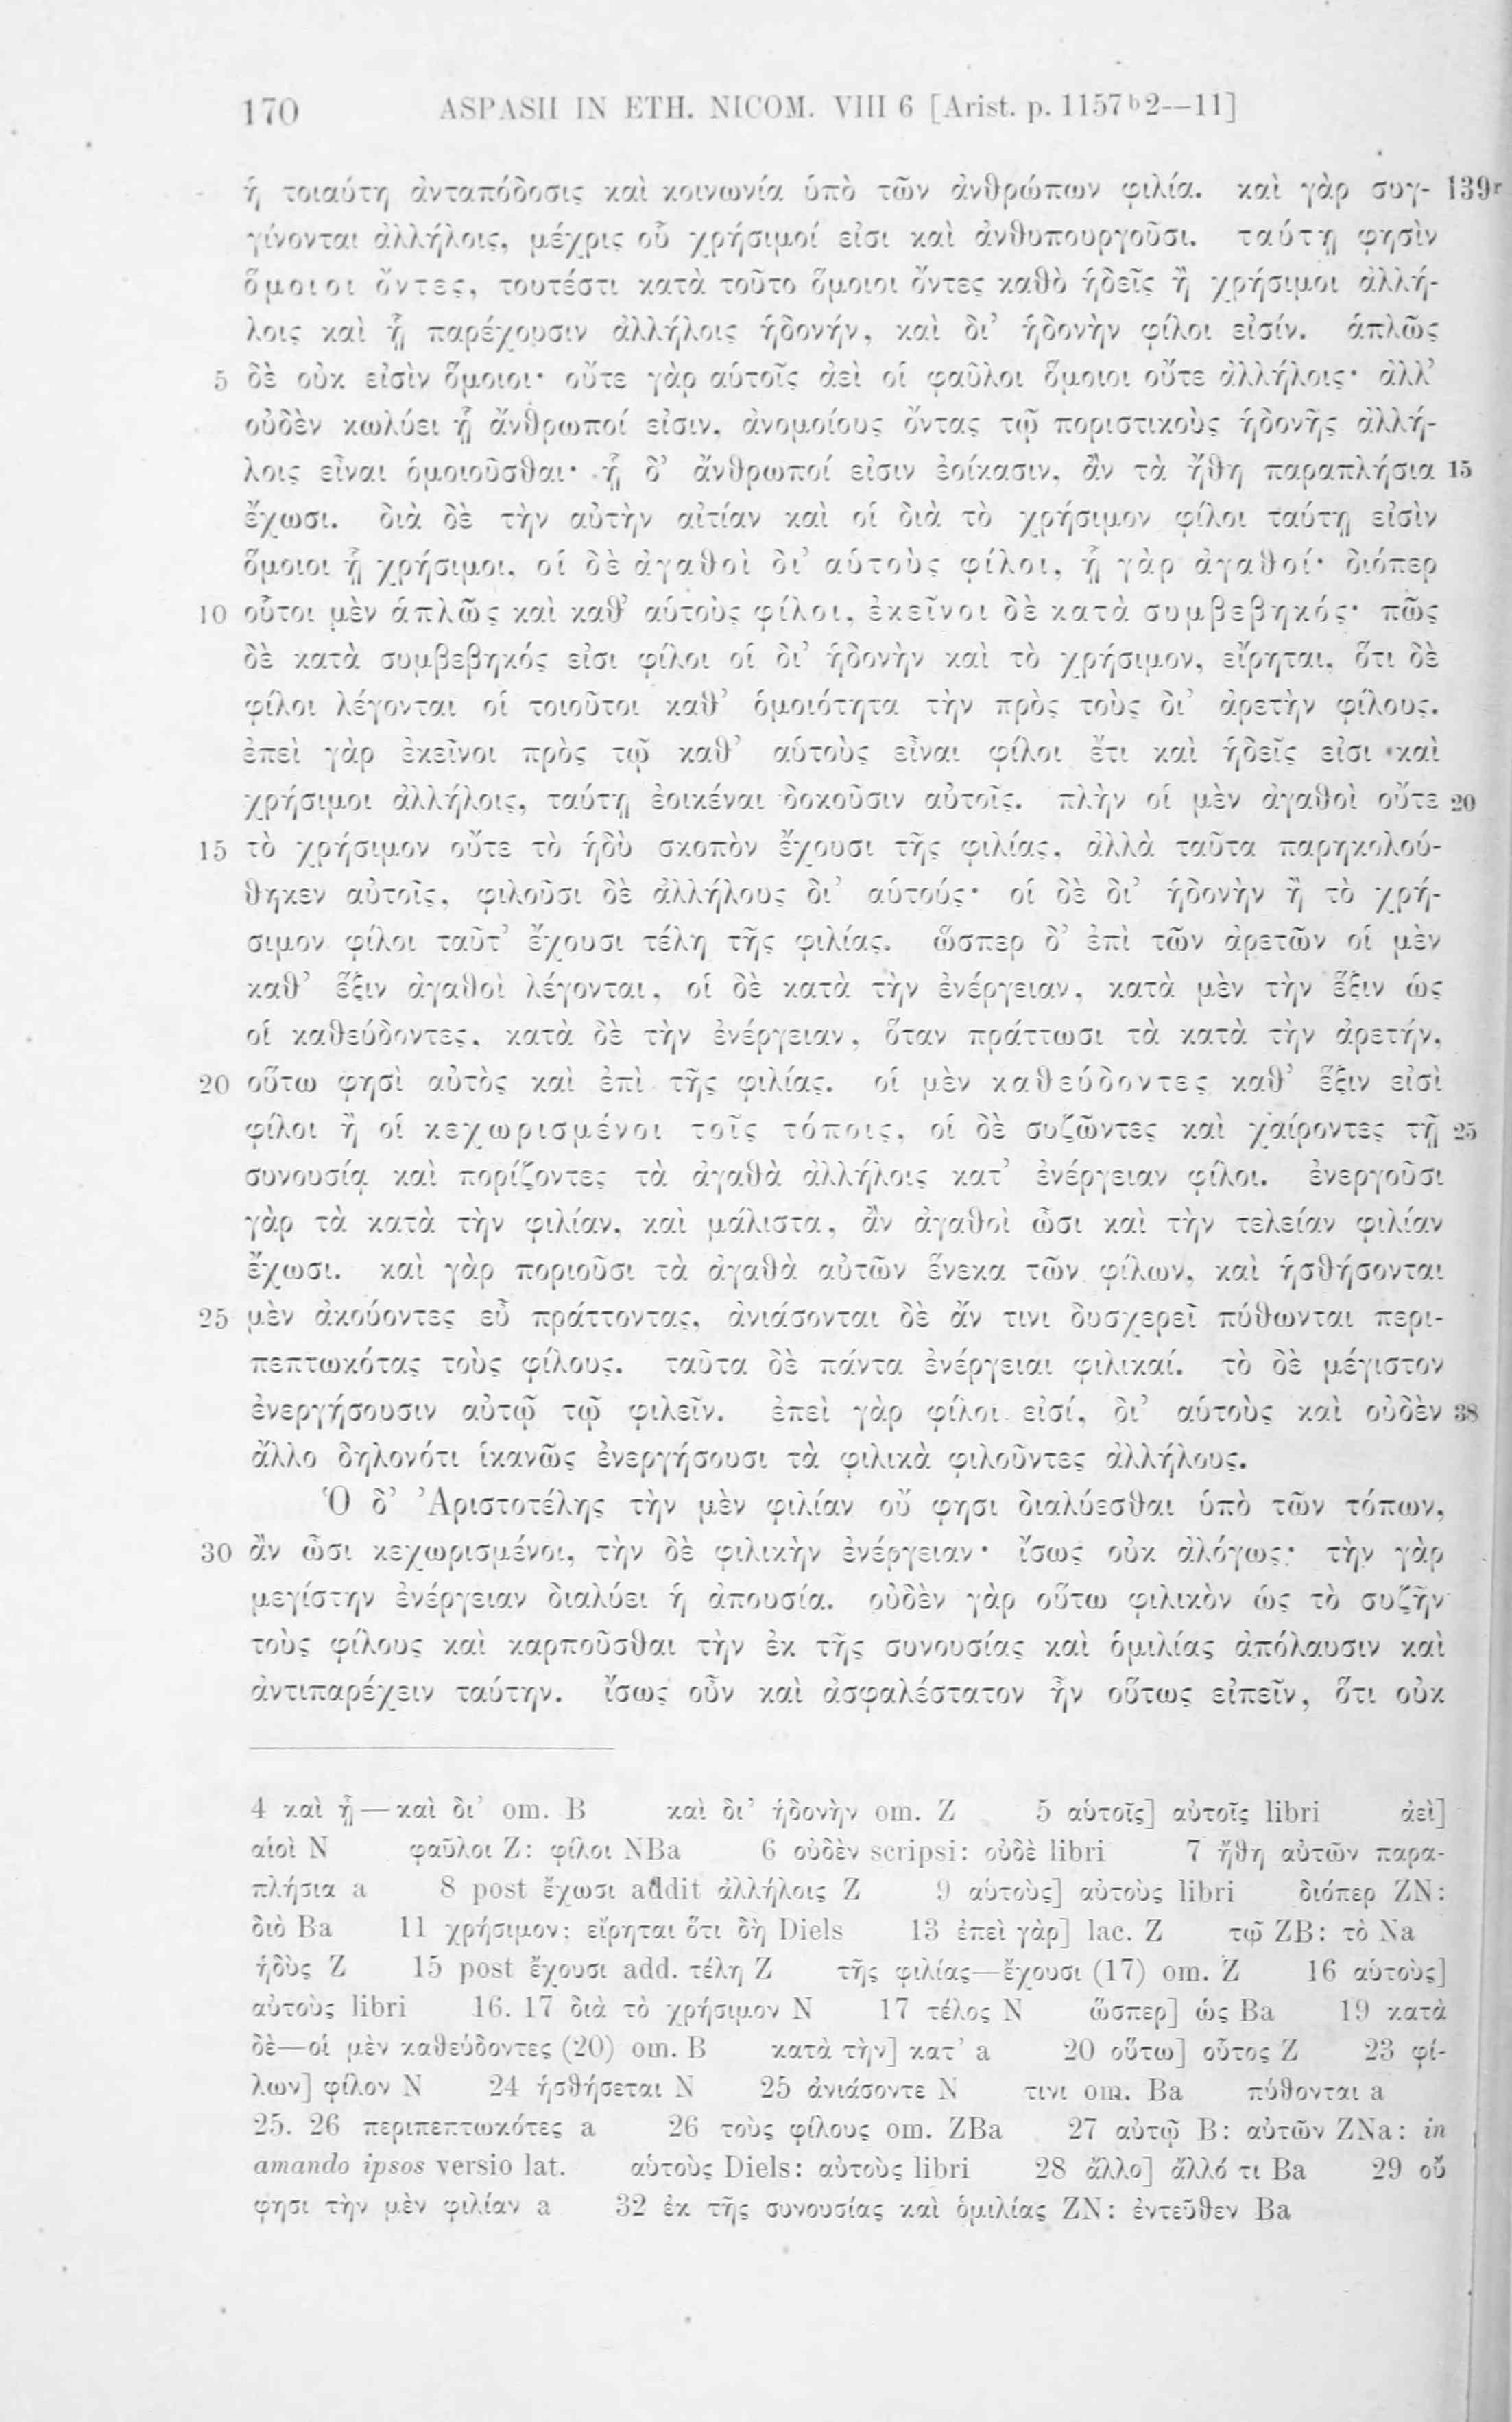 170 ASPASII IN ETH. NICOM. VIII 6 [Arist. p. 1157b2—11]
ἡ τοιαύτη ἀνταπόδοσις καὶ κοινωνία ὑπὸ τῶν ἀνθρώπων φιλία. καὶ γὰρ συγ- 139r
γίνονται ἀλλήλοις, μέχρις οὗ χρήσιμοί εἰσι καὶ ἀνθυπουργοῦσι. ταύτῃ φησὶν
ὅμοιοι ὄντες, τουτέστι κατὰ τοῦτο ὅμοιοι ὄντες καθὸ ἡδεῖς ἢ χρήσιμοι ἀλλή-
λοις καὶ ᾗ παρέχουσιν ἀλλήλοις ἡδονήν, καὶ δι’ ἡδονὴν φίλοι εἰσίν. ἁπλῶς
5 δὲ οὐκ εἰσὶν ὅμοιοι· οὔτε γὰρ αὑτοῖς ἀεὶ οἱ φαῦλοι ὅμοιοι οὔτε ἀλλήλοις· ἀλλ’
οὐδὲν κωλύει ᾗ ἄνθρωποί εἰσιν, ἀνομοίους ὄντας τῷ ποριστικοὺς ἡδονῆς ἀλλή-
λοις εἶναι ὁμοιοῦσθαι· ᾗ δ’ ἄνθρωποί εἰσιν ἐοίκασιν, ἂν τὰ ἤθη παραπλήσια 15
ἔχωσι. διὰ δὲ τὴν αὐτὴν αἰτίαν καὶ οἱ διὰ τὸ χρήσιμον φίλοι ταύτῃ εἰσὶν
ὅμοιοι ᾗ χρήσιμοι, οἱ δὲ ἀγαθοὶ δι’ αὑτοὺς φίλοι, ᾗ γὰρ ἀγαθοί· διόπερ
10 οὗτοι μὲν ἁπλῶς καὶ καθ’ αὑτοὺς φίλοι, ἐκεῖνοι δὲ κατὰ συμβεβηκός· πῶς
δὲ κατὰ συμβεβηκός εἰσι φίλοι οἱ δι’ ἡδονὴν καὶ τὸ χρήσιμον, εἴρηται, ὅτι δὲ
φίλοι λέγονται οἱ τοιοῦτοι καθ’ ὁμοιότητα τὴν πρὸς τοὺς δι’ ἀρετὴν φίλους.
ἐπεὶ γὰρ ἐκεῖνοι πρὸς τῷ καθ’ αὑτοὺς εἶναι φίλοι ἔτι καὶ ἡδεῖς εἰσι καὶ
χρήσιμοι ἀλλήλοις, ταύτῃ ἐοικέναι δοκοῦσιν αὐτοῖς. πλὴν οἱ μὲν ἀγαθοὶ οὔτε 20
15 τὸ χρήσιμον οὔτε τὸ ἡδὺ σκοπὸν ἔχουσι τῆς φιλίας, ἀλλὰ ταῦτα παρηκολού-
θηκεν αὐτοῖς, φιλοῦσι δὲ ἀλλήλους δι’ αὑτούς· οἱ δὲ δι’ ἡδονὴν ἢ τὸ χρή-
σιμον φίλοι ταῦτ’ ἔχουσι τέλη τῆς φιλίας. ὥσπερ δ’ ἐπὶ τῶν ἀρετῶν οἱ μὲν
καθ’ ἕξιν ἀγαθοὶ λέγονται, οἱ δὲ κατὰ τὴν ἐνέργειαν, κατὰ μὲν τὴν ἕξιν ὡς
οἱ καθεύδοντες, κατὰ δὲ τὴν ἐνέργειαν, ὅταν πράττωσι τὰ κατὰ τὴν ἀρετήν,
20 οὕτω φησὶ αὐτὸς καὶ ἐπὶ τῆς φιλίας. οἱ μὲν καθεύδοντες καθ’ ἕξιν εἰσὶ
φίλοι ἢ οἱ κεχωρισμένοι τοῖς τόποις, οἱ δὲ συζῶντες καὶ χαίροντες τῇ 25
συνουσίᾳ καὶ πορίζοντες τὰ ἀγαθὰ ἀλλήλοις κατ’ ἐνέργειαν φίλοι. ἐνεργοῦσι
γὰρ τὰ κατὰ τὴν φιλίαν, καὶ μάλιστα, ἂν ἀγαθοὶ ὦσι καὶ τὴν τελείαν φιλίαν
ἔχωσι. καὶ γὰρ ποριοῦσι τὰ ἀγαθὰ αὐτῶν ἕνεκα τῶν φίλων, καὶ ἡσθήσονται
25 μὲν ἀκούοντες εὖ πράττοντας, ἀνιάσονται δὲ ἄν τινι δυσχερεῖ πύθωνται περι-
πεπτωκότας τοὺς φίλους. ταῦτα δὲ πάντα ἐνέργειαι φιλικαί. τὸ δὲ μέγιστον
ἐνεργήσουσιν αὐτῷ τῷ φιλεῖν. ἐπεὶ γὰρ φίλοι εἰσί, δι’ αὑτοὺς καὶ οὐδὲν 38
ἄλλο δηλονότι ἱκανῶς ἐνεργήσουσι τὰ φιλικὰ φιλοῦντες ἀλλήλους.
Ὁ δ’ Ἀριστοτέλης τὴν μὲν φιλίαν οὔ φησι διαλύεσθαι ὑπὸ τῶν τόπων,
30 ἂν ὦσι κεχωρισμένοι, τὴν δὲ φιλικὴν ἐνέργειαν· ἴσως οὐκ ἀλόγως· τὴν γὰρ
μεγίστην ἐνέργειαν διαλύει ἡ ἀπουσία. οὐδὲν γὰρ οὕτω φιλικὸν ὡς τὸ συζῆν
τοὺς φίλους καὶ καρποῦσθαι τὴν ἐκ τῆς συνουσίας καὶ ὁμιλίας ἀπόλαυσιν καὶ
ἀντιπαρέχειν ταύτην. ἴσως οὖν καὶ ἀσφαλέστατον ἦν οὕτως εἰπεῖν, ὅτι οὐκ
4 καὶ ᾗ — καὶ δι’ om. B καὶ δι’ ἡδονὴν om. Z 5 αὑτοῖς] αὐτοῖς libri ἀεὶ]
αἱοὶ N φαῦλοι Z: φίλοι NBa 6 οὐδὲν scripsi: οὐδὲ libri 7 ἤθη αὐτῶν παρα-
πλήσια a 8 post ἔχωσι addit ἀλλήλοις Z 9 αὑτοὺς] αὐτοὺς libri διόπερ ZN:
διὸ Ba 11 χρήσιμον; εἴρηται ὅτι δὴ Diels 13 ἐπεὶ γὰρ] lac. Z τῷ ZB: τὸ Na
ἡδὺς Z 15 post ἔχουσι add. τέλη Z τῆς φιλίας—ἔχουσι (17) om. Z 16 αὑτοὺς]
αὐτοὺς libri 16. 17 διὰ τὸ χρήσιμον N 17 τέλος N ὥσπερ] ὡς Ba 19 κατὰ
δὲ—οἱ μὲν καθεύδοντες (20) om. B κατὰ τὴν] κατ’ a 20 οὕτω] οὗτος Z 23 φί-
λων] φίλον N 24 ἡσθήσεται N 25 ἀνιάσοντε N τινι om. Ba πύθονται a
25. 26 περιπεπτωκότες a 26 τοὺς φίλους om. ZBa 27 αὐτῷ B: αὐτῶν ZNa: in
amando ipsos versio lat. αὑτοὺς Diels: αὐτοὺς libri 28 ἄλλο] ἄλλό τι Ba 29 οὔ
φησι τὴν μὲν φιλίαν a 32 ἐκ τῆς συνουσίας καὶ ὁμιλίας ZN: ἐντεῦθεν Ba